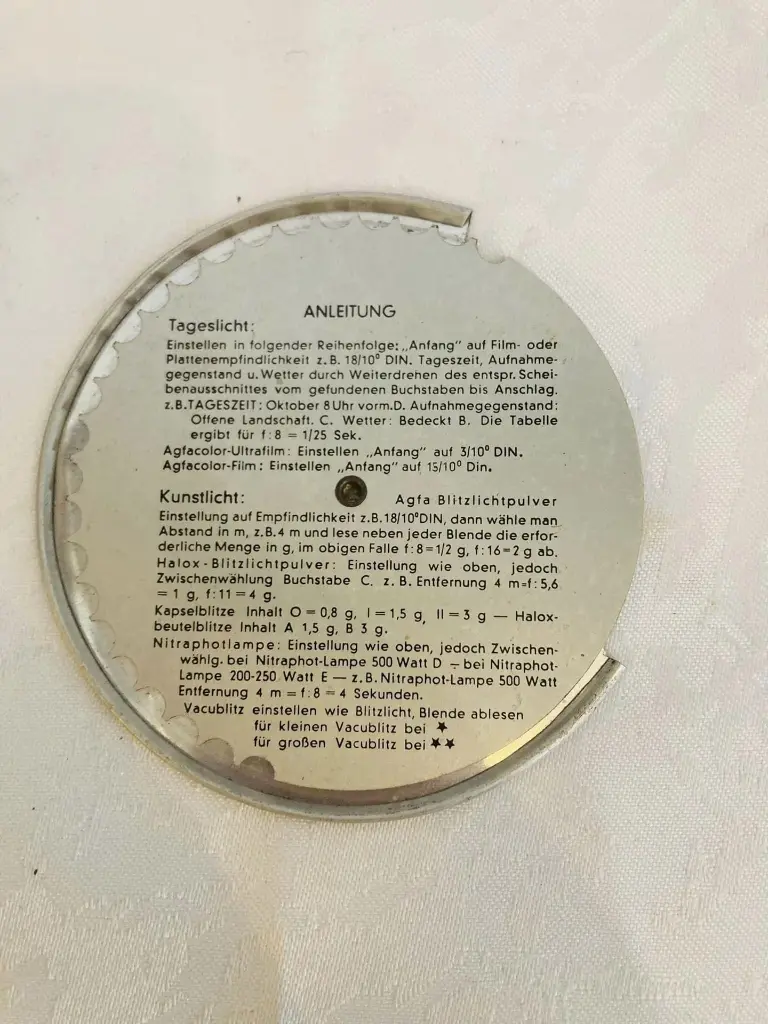 ANLEITUNG
Tageslicht:
Einstellen in folgender Reihenfolge: „Anfang" auf Film- oder
Plattenempfindlichkeit z.B. 18/10° DIN. Tageszeit, Aufnahme-
gegenstand u. Wetter durch Weiterdrehen des entspr. Schei-
benausschnittes vom gefundenen Buchstaben bis Anschlag.
z.B. TAGESZEIT: Oktober 8 Uhr vorm. D. Aufnahmegegenstand:
Offene Landschaft. C. Wetter: Bedeckt B. Die Tabelle
ergibt für f:8 = 1/25 Sek.
Agfacolor-Ultrafilm: Einstellen „Anfang" auf 3/10° DIN.
Agfacolor-Film: Einstellen „Anfang" auf 15/10° Din.
Kunstlicht: Agfa Blitzlichtpulver
Einstellung auf Empfindlichkeit z.B. 18/10° DIN, dann wähle man
Abstand in m, z.B. 4 m und lese neben jeder Blende die erfor-
derliche Menge in g, im obigen Falle f:8=1/2 g, f:16=2 g ab.
Halox-Blitzlichtpulver: Einstellung wie oben, jedoch
Zwischenwählung Buchstabe C, z. B. Entfernung 4 m=f:5,6
= 1 g, f:11=4 g.
Kapselblitze Inhalt O=0,8 g, I=1,5 g, II=3 g — Halox-
beutelblitze Inhalt A 1,5 g, B 3 g.
Nitraphotlampe: Einstellung wie oben, jedoch Zwischen-
wählg. bei Nitraphot-Lampe 500 Watt D — bei Nitraphot-
Lampe 200-250 Watt E — z.B. Nitraphot-Lampe 500 Watt
Entfernung 4 m = f:8 = 4 Sekunden.
Vacublitz einstellen wie Blitzlicht, Blende ablesen
für kleinen Vacublitz bei ★
für großen Vacublitz bei ★★